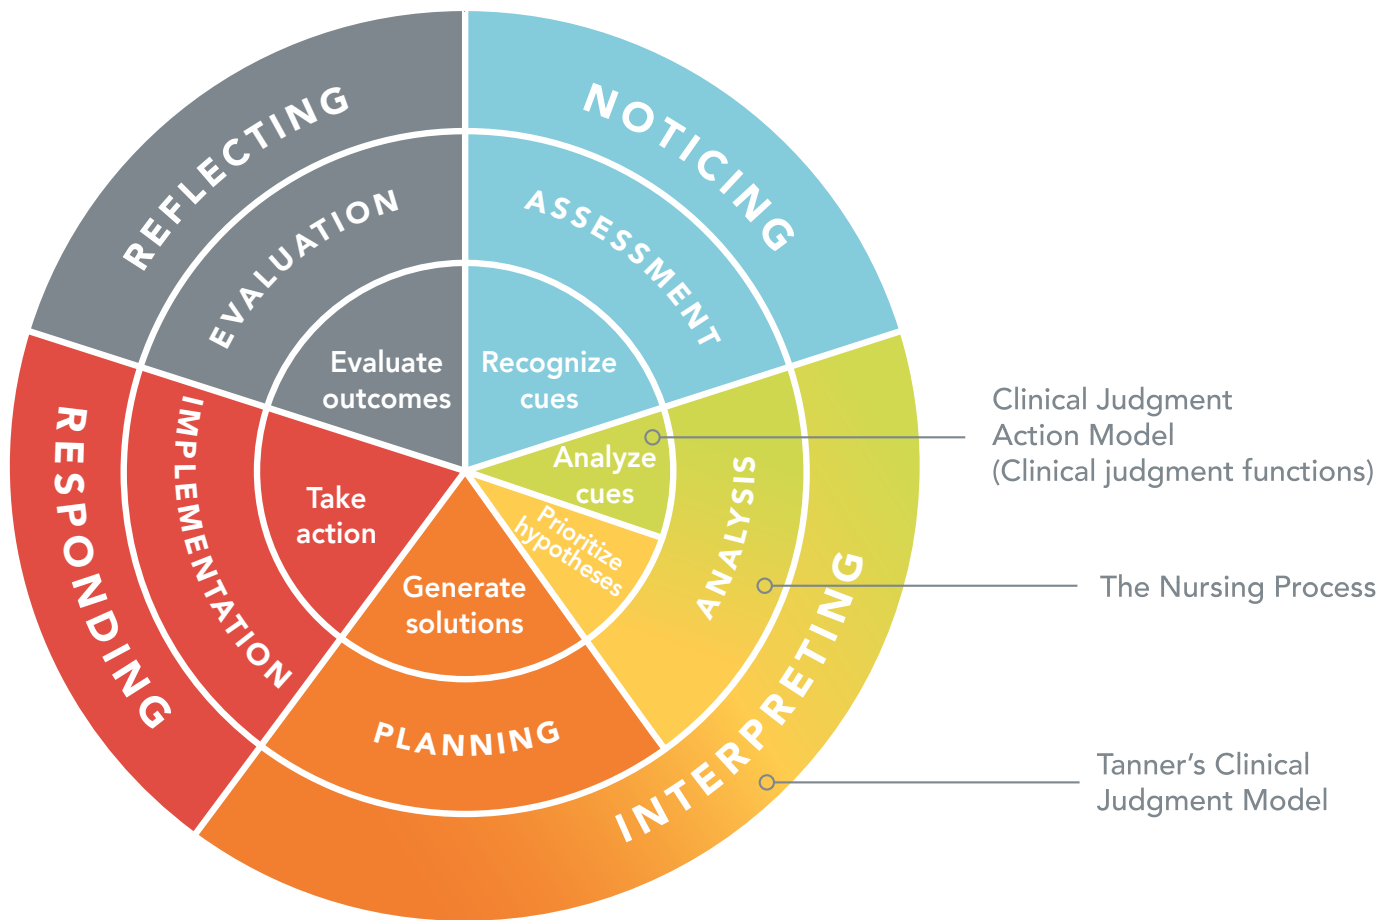 REFLECTING
NOTICING
EVALUATION
ASSESSMENT
Evaluate
outcomes
Recognize
cues
RESPONDING
IMPLEMENTATION
Take
action
Analyze
cues
Prioritize
hypotheses
Generate
solutions
ANALYSIS
PLANNING
INTERPRETING
Clinical Judgment
Action Model
(Clinical judgment functions)
The Nursing Process
Tanner’s Clinical
Judgment Model